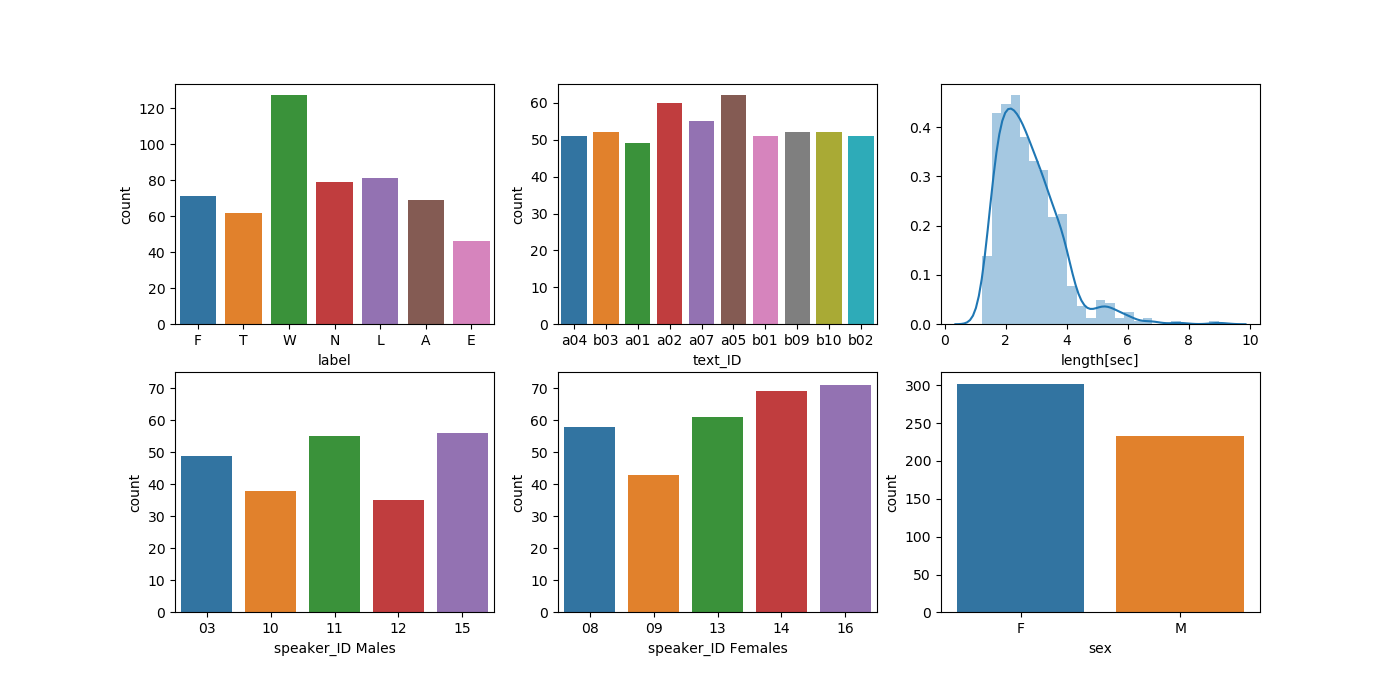 120
100
80
60
40
20
0
count
F T W N L A E
label
60
50
40
30
20
10
0
count
a04 b03 a01 a02 a07 a05 b01 b09 b10 b02
text_ID
0.4
0.3
0.2
0.1
0.0
0 2 4 6 8 10
length[sec]
70
60
50
40
30
20
10
0
count
03 10 11 12 15
speaker_ID Males
70
60
50
40
30
20
10
0
count
08 09 13 14 16
speaker_ID Females
300
250
200
150
100
50
0
count
F M
sex